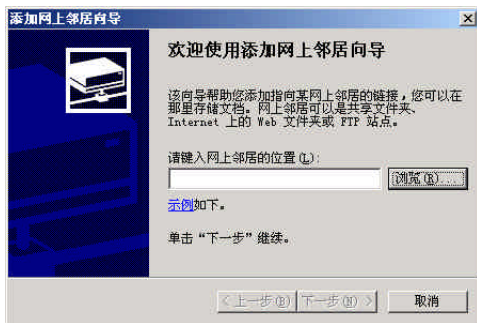 添加网上邻居向导
欢迎使用添加网上邻居向导
该向导帮助您添加指向某网上邻居的链接，您可以在
那里存储文档。网上邻居可以是共享文件夹、
Internet 上的 Web 文件夹或 FTP 站点。
请键入网上邻居的位置(L):
浏览(R)...
示例如下。
单击“下一步”继续。
< 上一步(B) 下一步(N) > 取消